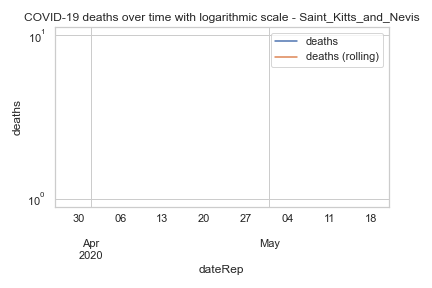 COVID-19 deaths over time with logarithmic scale - Saint_Kitts_and_Nevis
10¹
deaths
deaths (rolling)
deaths
10⁰
30 06 13 20 27 04 11 18
Apr May
2020
dateRep